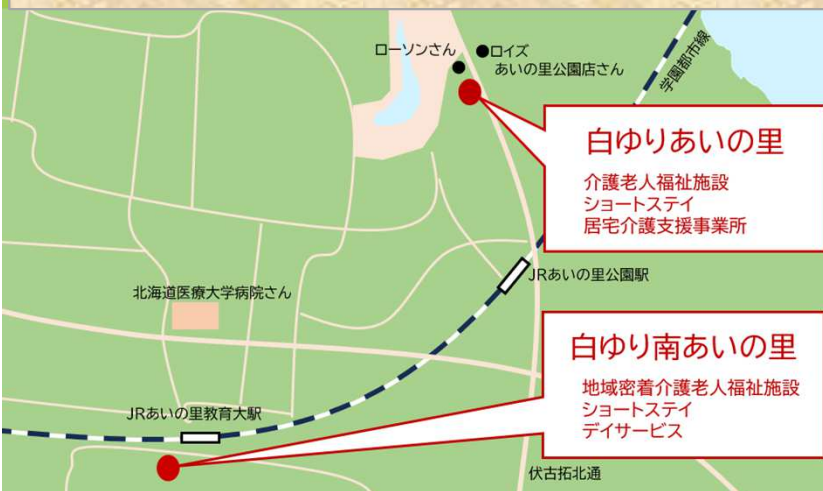 ローソンさん
ロイズ
あいの里公園店さん
学園都市線
白ゆりあいの里
介護老人福祉施設
ショートステイ
居宅介護支援事業所
JRあいの里公園駅
北海道医療大学病院さん
白ゆり南あいの里
地域密着介護老人福祉施設
ショートステイ
デイサービス
JRあいの里教育大駅
伏古拓北通